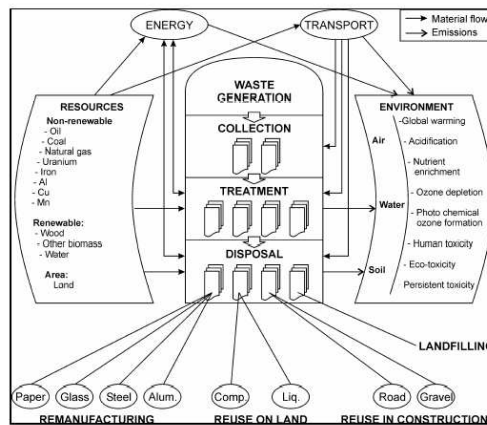 ENERGY
TRANSPORT
Material flow
Emissions
RESOURCES
Non-renewable
- Oil
- Coal
- Natural gas
- Uranium
- Iron
- Al
- Cu
- Mn
Renewable:
- Wood
- Other biomass
- Water
Area:
Land
WASTE
GENERATION
COLLECTION
TREATMENT
DISPOSAL
ENVIRONMENT
-Global warming
Air
- Acidification
- Nutrient
enrichment
- Ozone depletion
Water
- Photo chemical
ozone formation
- Human toxicity
Soil
- Eco-toxicity
Persistent toxicity
LANDFILLING
Paper
Glass
Steel
Alum.
Comp.
Liq.
Road
Gravel
REMANUFACTURING
REUSE ON LAND
REUSE IN CONSTRUCTION